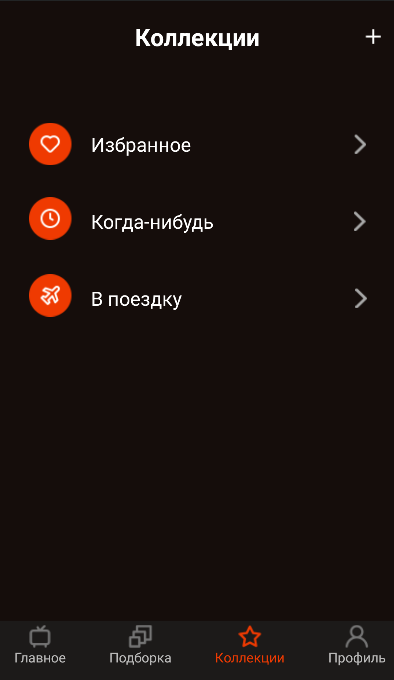 Коллекции
Избранное
Когда-нибудь
В поездку
Главное
Подборка
Коллекции
Профиль